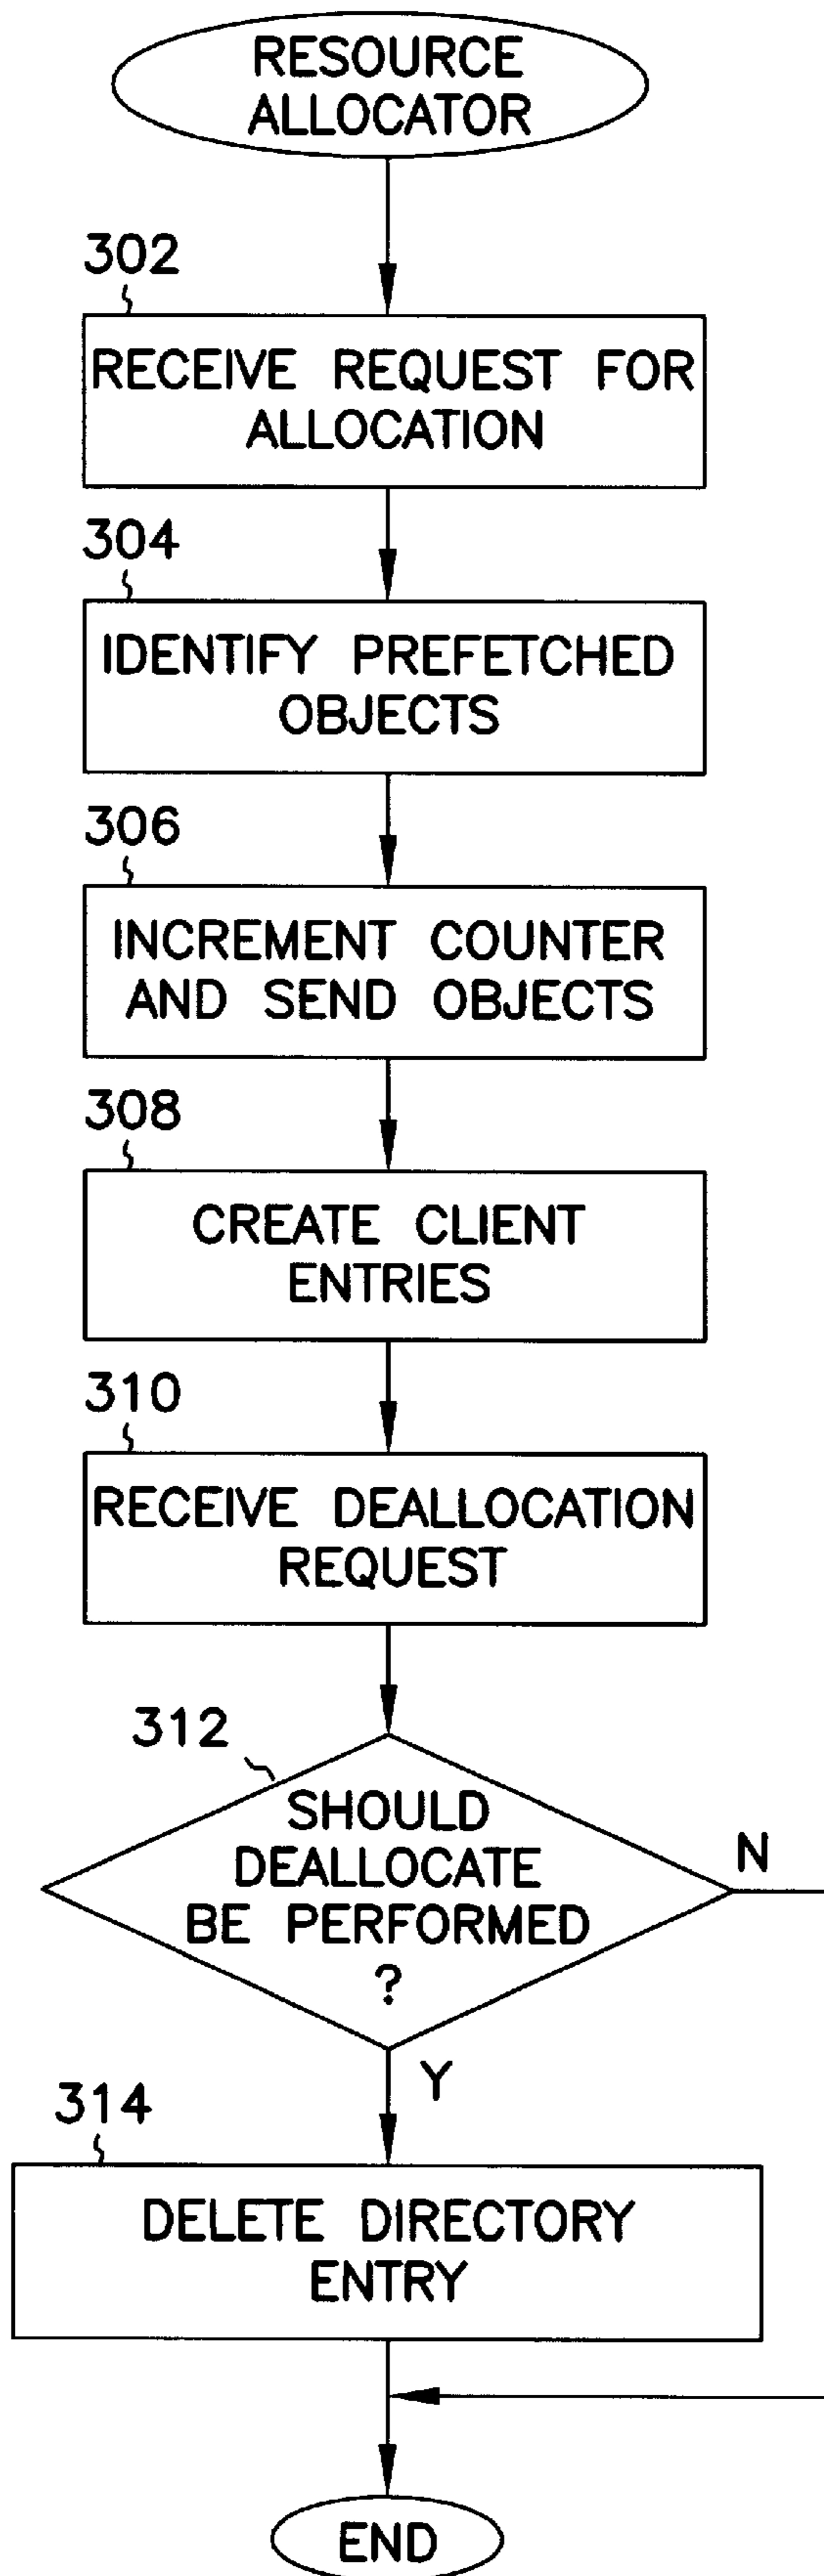 RESOURCE
ALLOCATOR
302
RECEIVE REQUEST FOR
ALLOCATION
304
IDENTIFY PREFETCHED
OBJECTS
306
INCREMENT COUNTER
AND SEND OBJECTS
308
CREATE CLIENT
ENTRIES
310
RECEIVE DEALLOCATION
REQUEST
312
SHOULD
DEALLOCATE
BE PERFORMED
?
N
Y
314
DELETE DIRECTORY
ENTRY
END